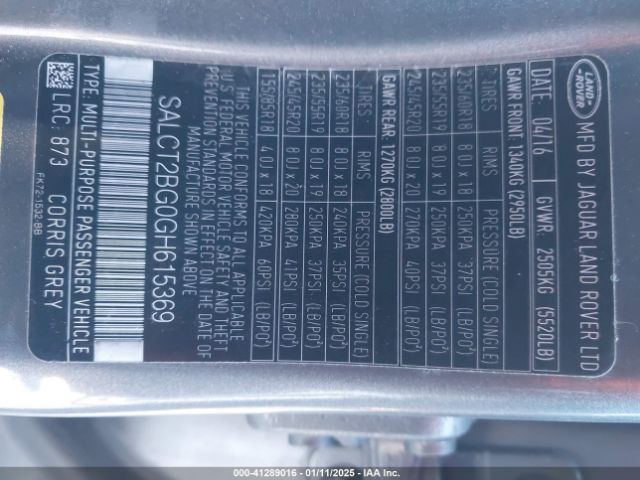 LAND
ROVER
MFD BY JAGUAR LAND ROVER LTD
DATE: 04/16 GVWR: 2505KG (5520LB)
GAWR FRONT 1340KG (2950LB)
TIRES: RIMS PRESSURE (COLD SINGLE)
235/60R18 8.0J x 18 250KPA 37PSI (LB/PO²)
235/55R19 8.0J x 19 250KPA 37PSI (LB/PO²)
245/45R20 8.0J x 20 270KPA 40PSI (LB/PO²)
GAWR REAR: 1270KG (2800LB)
TIRES: RIMS PRESSURE (COLD SINGLE)
235/60R18 8.0J x 18 240KPA 35PSI (LB/PO²)
235/55R19 8.0J x 19 250KPA 37PSI (LB/PO²)
245/45R20 8.0J x 20 280KPA 41PSI (LB/PO²)
155/85R18 4.0J x 18 420KPA 60PSI (LB/PO²)
THIS VEHICLE CONFORMS TO ALL APPLICABLE
U.S. FEDERAL MOTOR VEHICLE SAFETY AND THEFT
PREVENTION STANDARDS IN EFFECT ON THE DATE OF
MANUFACTURE SHOWN ABOVE
SALCT2BG0GH615369
TYPE: MULTI-PURPOSE PASSENGER VEHICLE
LRC: 873 CORRIS GREY
FK72-1532-BB
000-41289016 - 01/11/2025 - IAA Inc.